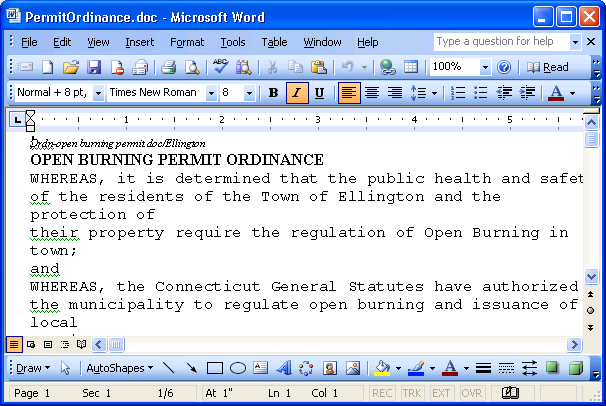 PermitOrdinance.doc - Microsoft Word
File Edit View Insert Format Tools Table Window Help Type a question for help
100% Read
Normal + 8 pt, Times New Roman 8 B I U A
L 1 2 3 4 5
Ordn-open burning permit doc/Ellington
OPEN BURNING PERMIT ORDINANCE
WHEREAS, it is determined that the public health and safet
of the residents of the Town of Ellington and the
protection of
their property require the regulation of Open Burning in
town;
and
WHEREAS, the Connecticut General Statutes have authorized
the municipality to regulate open burning and issuance of
local
Draw AutoShapes A A
Page 1 Sec 1 1/6 At 1" Ln 1 Col 1 REC TRK EXT OVR